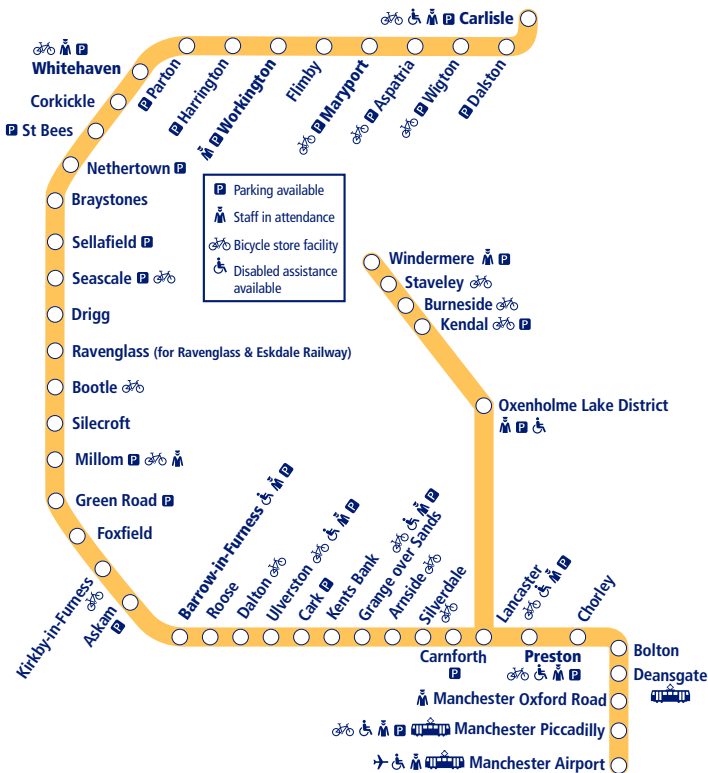 Carlisle
Whitehaven
Parton
Harrington
Workington
Flimby
Maryport
Aspatria
Wigton
Dalston
Corkickle
St Bees
Nethertown
Braystones
Sellafield
Seascale
Drigg
Ravenglass (for Ravenglass & Eskdale Railway)
Bootle
Silecroft
Millom
Green Road
Foxfield
Kirkby-in-Furness
Askam
P Parking available
Staff in attendance
Bicycle store facility
Disabled assistance
available
Windermere
Staveley
Burneside
Kendal
Oxenholme Lake District
Barrow-in-Furness
Roose
Dalton
Ulverston
Cark
Kents Bank
Grange over Sands
Arnside
Silverdale
Carnforth
Lancaster
Preston
Chorley
Bolton
Deansgate
Manchester Oxford Road
Manchester Piccadilly
Manchester Airport